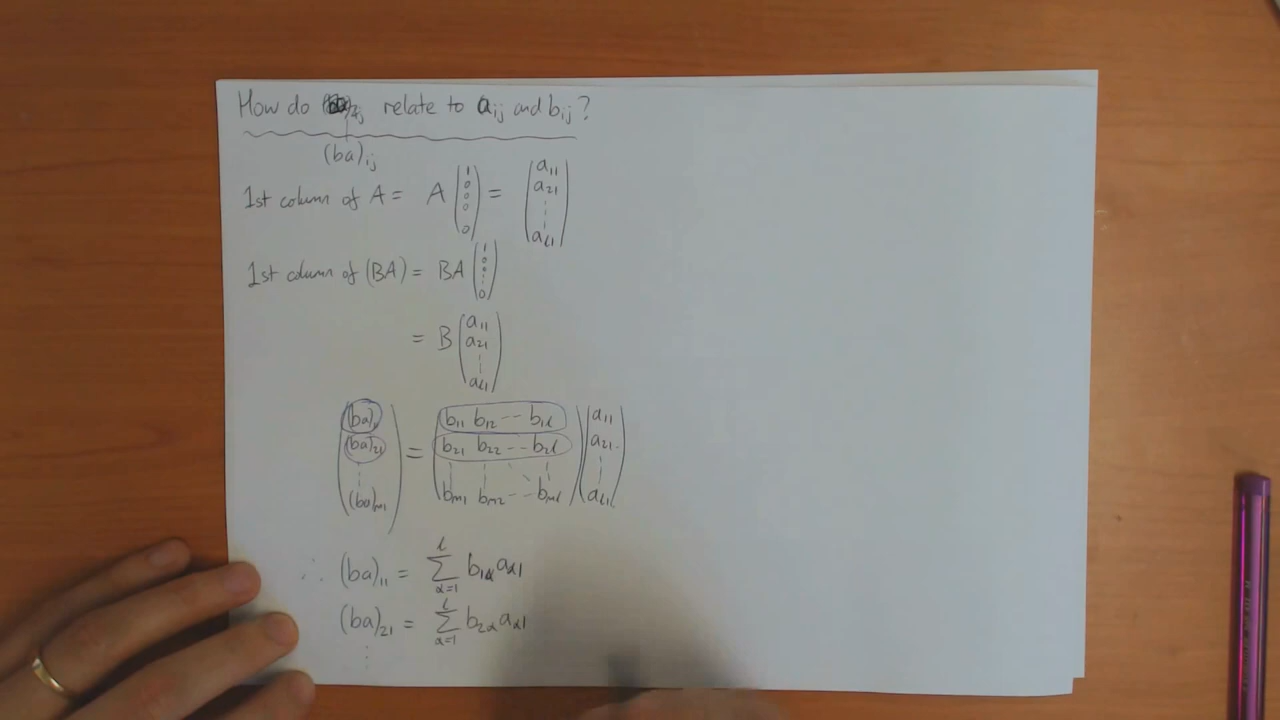 How do relate to aij and bij?
(ba)ij
1st column of A = A (1 0 0 0 0) = (a11 a21 ⋮ aℓ1)
1st column of (BA) = BA (1 0 0 ⋮ 0)
= B (a11 a21 ⋮ aℓ1)
((ba)11 (ba)21 ⋮ (ba)m1) = (b11 b12 -- b1ℓ
b21 b22 -- b2ℓ
bm1 bm2 -- bmℓ) (a11 a21 ⋮ aℓ1)
∴ (ba)11 = ∑_{α=1}^{ℓ} b1α aα1
(ba)21 = ∑_{α=1}^{ℓ} b2α aα1
⋮